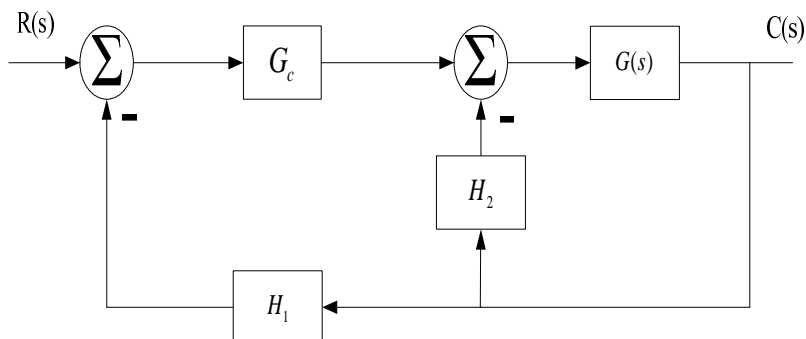 R(s)
C(s)
Σ
G_c
Σ
G(s)
-
-
H_2
H_1